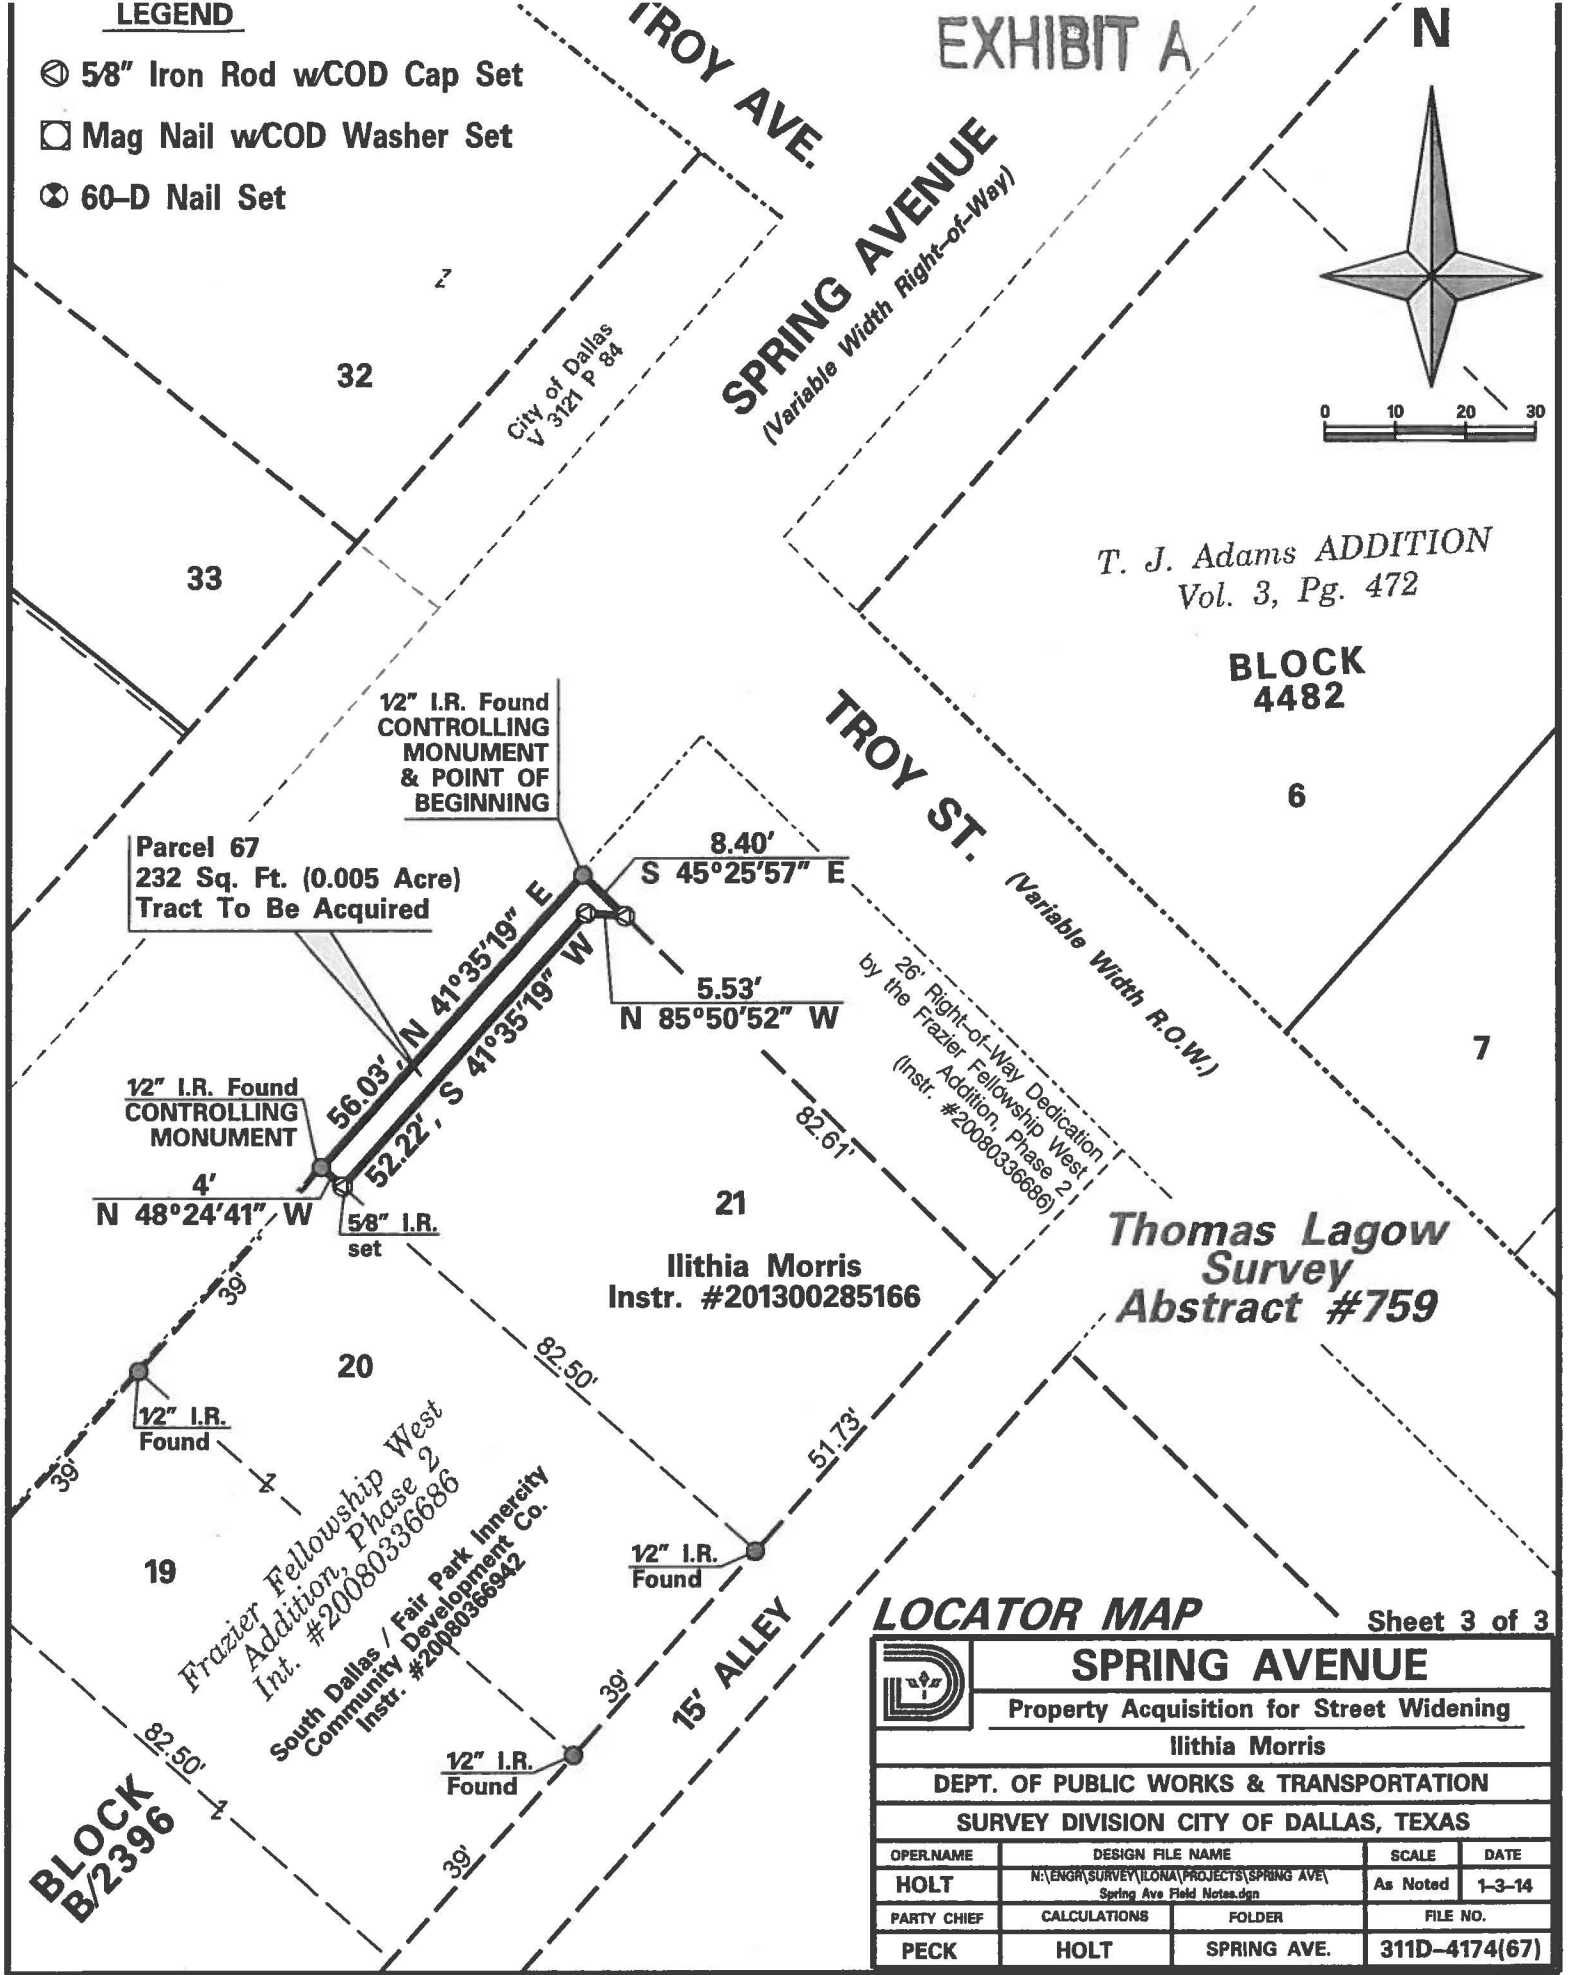 LEGEND
5/8" Iron Rod w/COD Cap Set
Mag Nail w/COD Washer Set
60-D Nail Set
TROY AVE.
EXHIBIT A
N
SPRING AVENUE
(Variable Width Right-of-Way)
0 10 20 30
32
City of Dallas
V 3121 P 84
33
T. J. Adams ADDITION
Vol. 3, Pg. 472
BLOCK
4482
6
7
1/2" I.R. Found
CONTROLLING
MONUMENT
& POINT OF
BEGINNING
TROY ST.
(Variable Width R.O.W.)
Parcel 67
232 Sq. Ft. (0.005 Acre)
Tract To Be Acquired
8.40'
S 45°25'57" E
5.53'
N 85°50'52" W
56.03', N 41°35'19" E
52.22', S 41°35'19" W
26' Right-of-Way Dedication
by the Frazier Fellowship West
Addition, Phase 2
(Instr. #20080336686)
1/2" I.R. Found
CONTROLLING
MONUMENT
4'
N 48°24'41" W
5/8" I.R.
set
82.61'
21
Ilithia Morris
Instr. #201300285166
Thomas Lagow
Survey
Abstract #759
39'
20
82.50'
1/2" I.R.
Found
39'
51.73'
19
Frazier Fellowship West
Addition, Phase 2
Int. #20080336686
South Dallas / Fair Park Innercity
Community Development Co.
Instr. #20080366942
1/2" I.R.
Found
39'
15' ALLEY
82.50'
1/2" I.R.
Found
39'
BLOCK
B/2396
LOCATOR MAP
Sheet 3 of 3
SPRING AVENUE
Property Acquisition for Street Widening
Ilithia Morris
DEPT. OF PUBLIC WORKS & TRANSPORTATION
SURVEY DIVISION CITY OF DALLAS, TEXAS
OPER.NAME DESIGN FILE NAME SCALE DATE
HOLT N:\ENGR\SURVEY\ILONA\PROJECTS\SPRING AVE\ As Noted 1-3-14
Spring Ave Field Notes.dgn
PARTY CHIEF CALCULATIONS FOLDER FILE NO.
PECK HOLT SPRING AVE. 311D-4174(67)